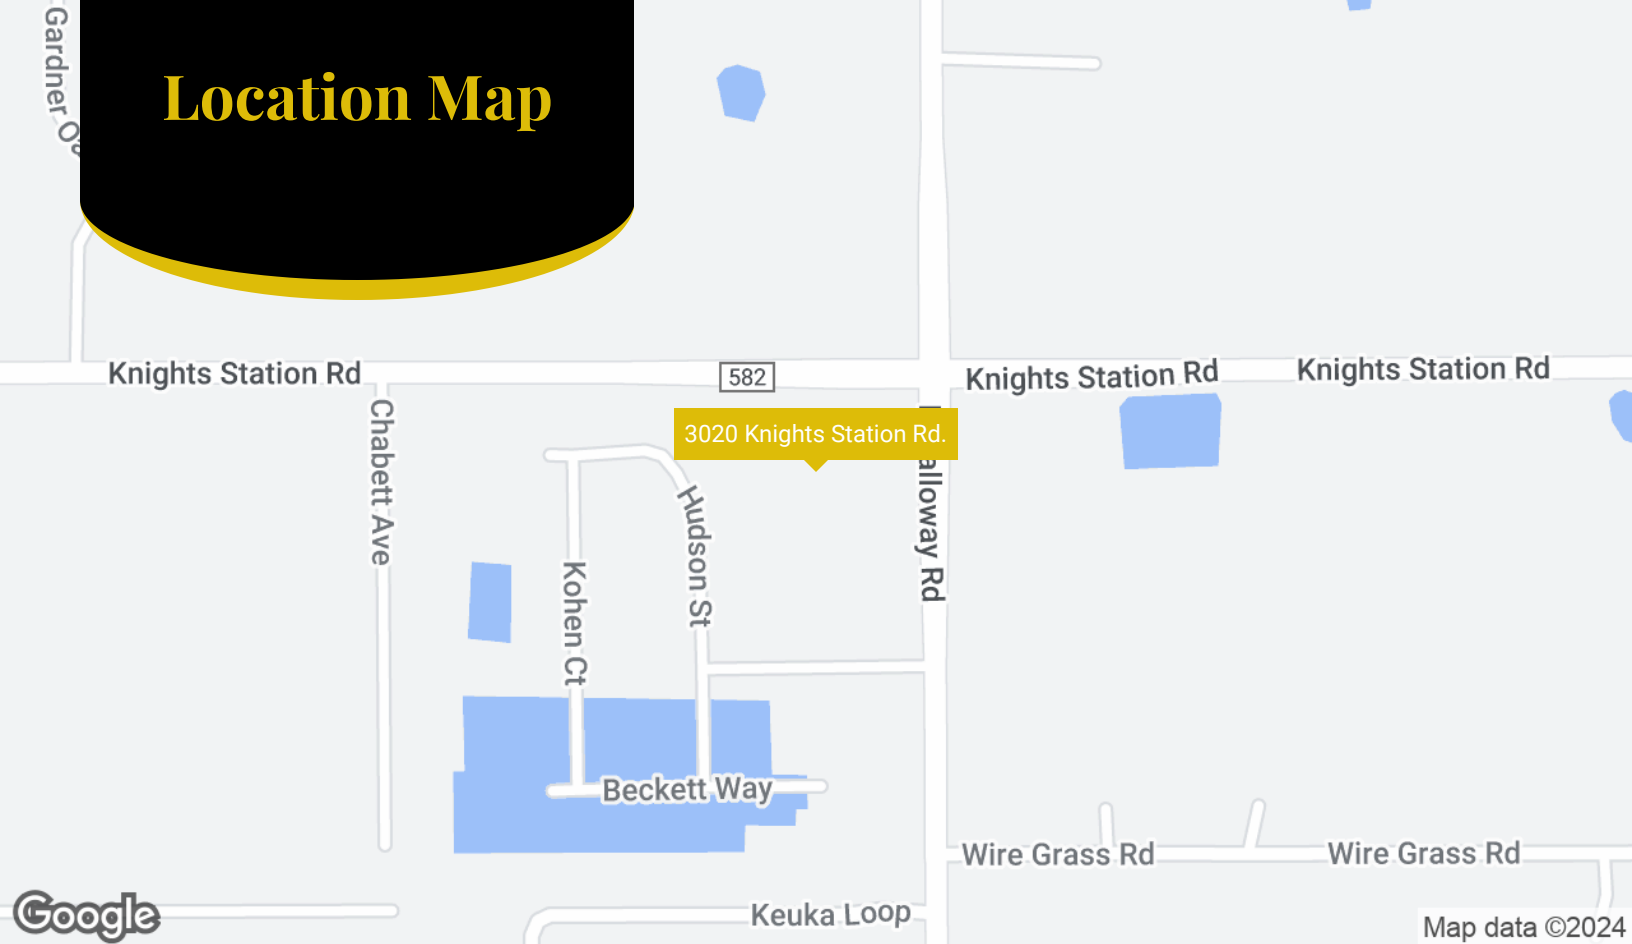 Gardner
Location Map
Knights Station Rd
582
Knights Station Rd
Knights Station Rd
3020 Knights Station Rd.
Chabett Ave
Hudson St
alloway Rd
Kohen Ct
Beckett Way
Wire Grass Rd
Wire Grass Rd
Keuka Loop
Google
Map data ©2024